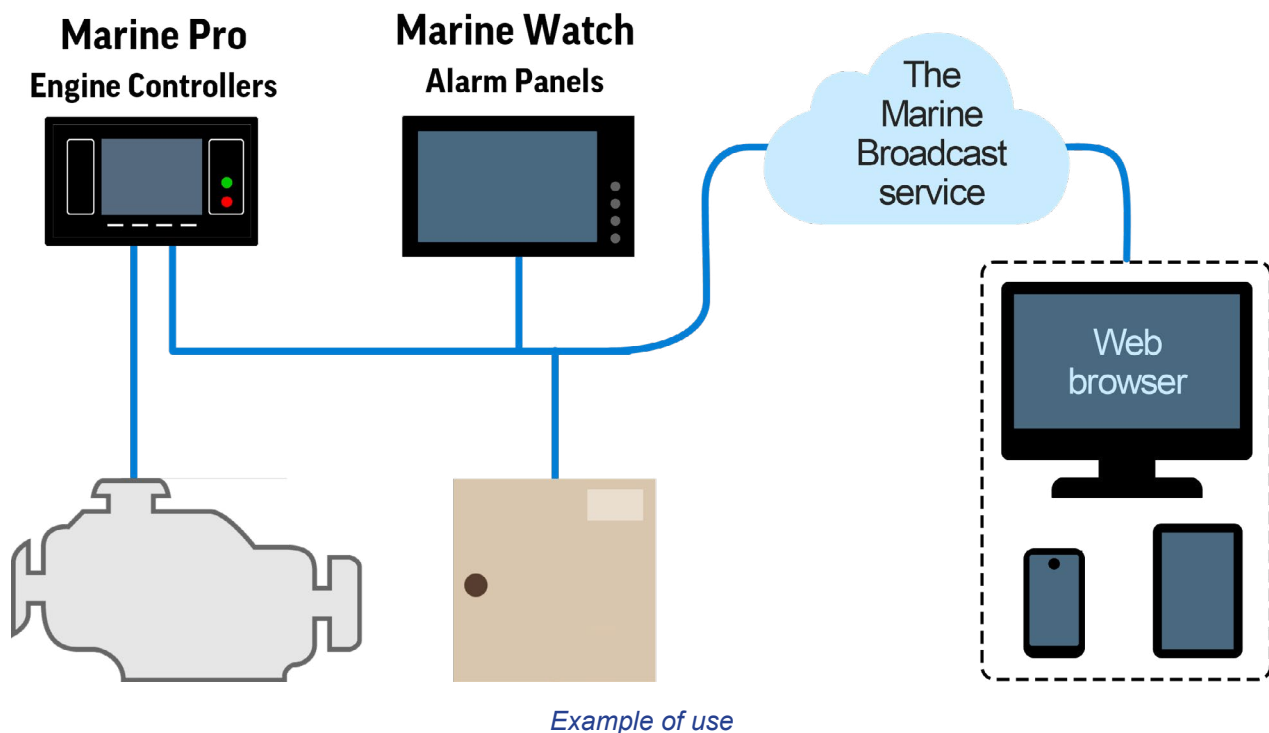 Marine Pro
Engine Controllers
Marine Watch
Alarm Panels
The
Marine
Broadcast
service
Web
browser
Example of use